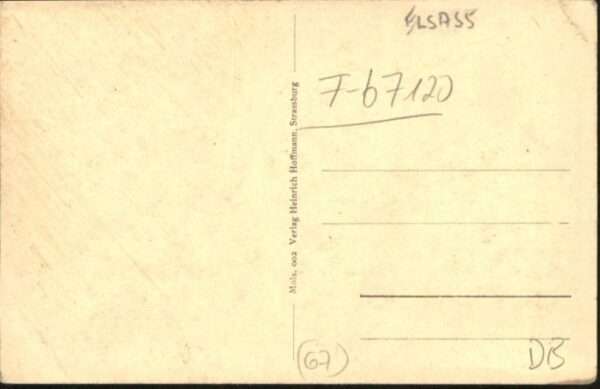 ELSASS
F-67120
Mols. 002 Verlag Heinrich Hoffmann, Strassburg
(67)
DB